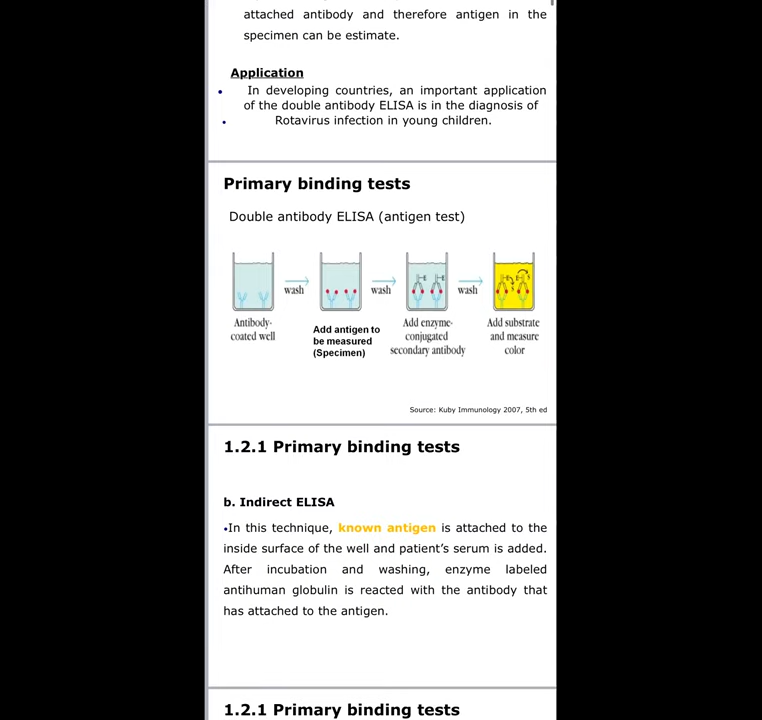 attached antibody and therefore antigen in the
specimen can be estimate.
Application
• In developing countries, an important application
of the double antibody ELISA is in the diagnosis of
• Rotavirus infection in young children.
Primary binding tests
Double antibody ELISA (antigen test)
wash
wash
wash
Antibody-
coated well
Add antigen to
be measured
(Specimen)
Add enzyme-
conjugated
secondary antibody
Add substrate
and measure
color
Source: Kuby Immunology 2007, 5th ed
1.2.1 Primary binding tests
b. Indirect ELISA
•In this technique, known antigen is attached to the
inside surface of the well and patient's serum is added.
After incubation and washing, enzyme labeled
antihuman globulin is reacted with the antibody that
has attached to the antigen.
1.2.1 Primary binding tests